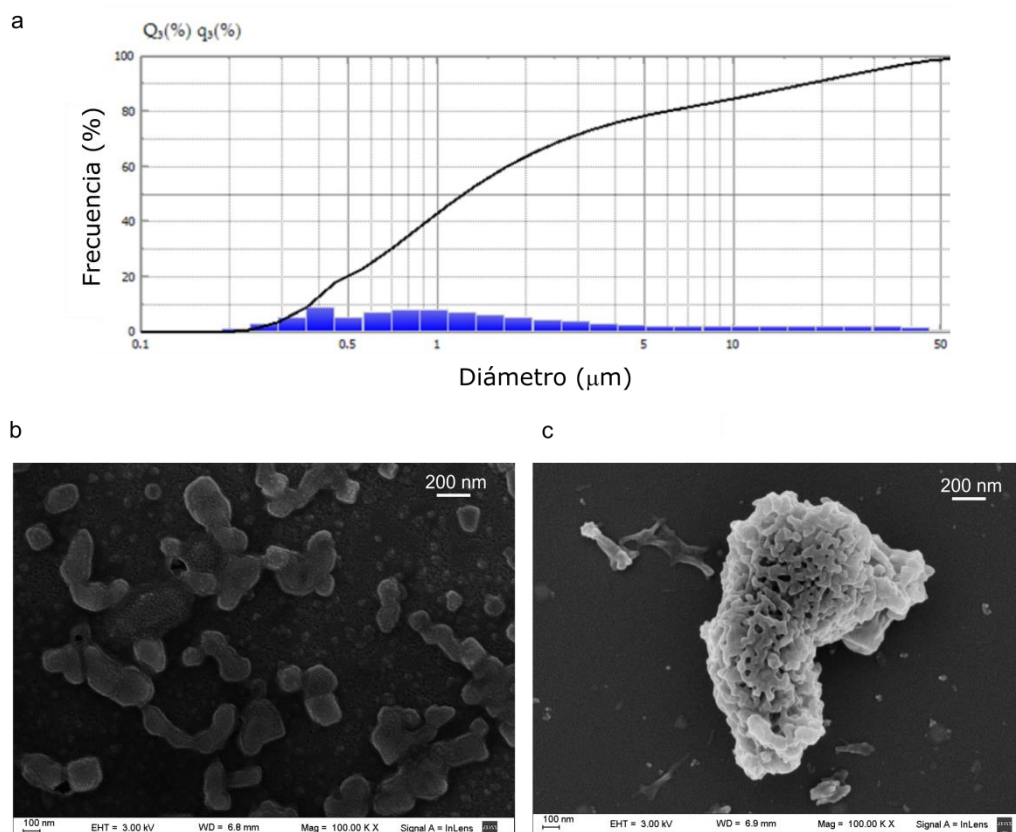 a
Q₃(%) q₃(%)
100
80
60
40
20
0
Frecuencia (%)
0.1 0.5 1 5 10 50
Diámetro (μm)
b
c
200 nm
200 nm
100 nm EHT = 3.00 kV WD = 6.8 mm Mag = 100.00 K X Signal A = InLens
100 nm EHT = 3.00 kV WD = 6.9 mm Mag = 100.00 K X Signal A = InLens